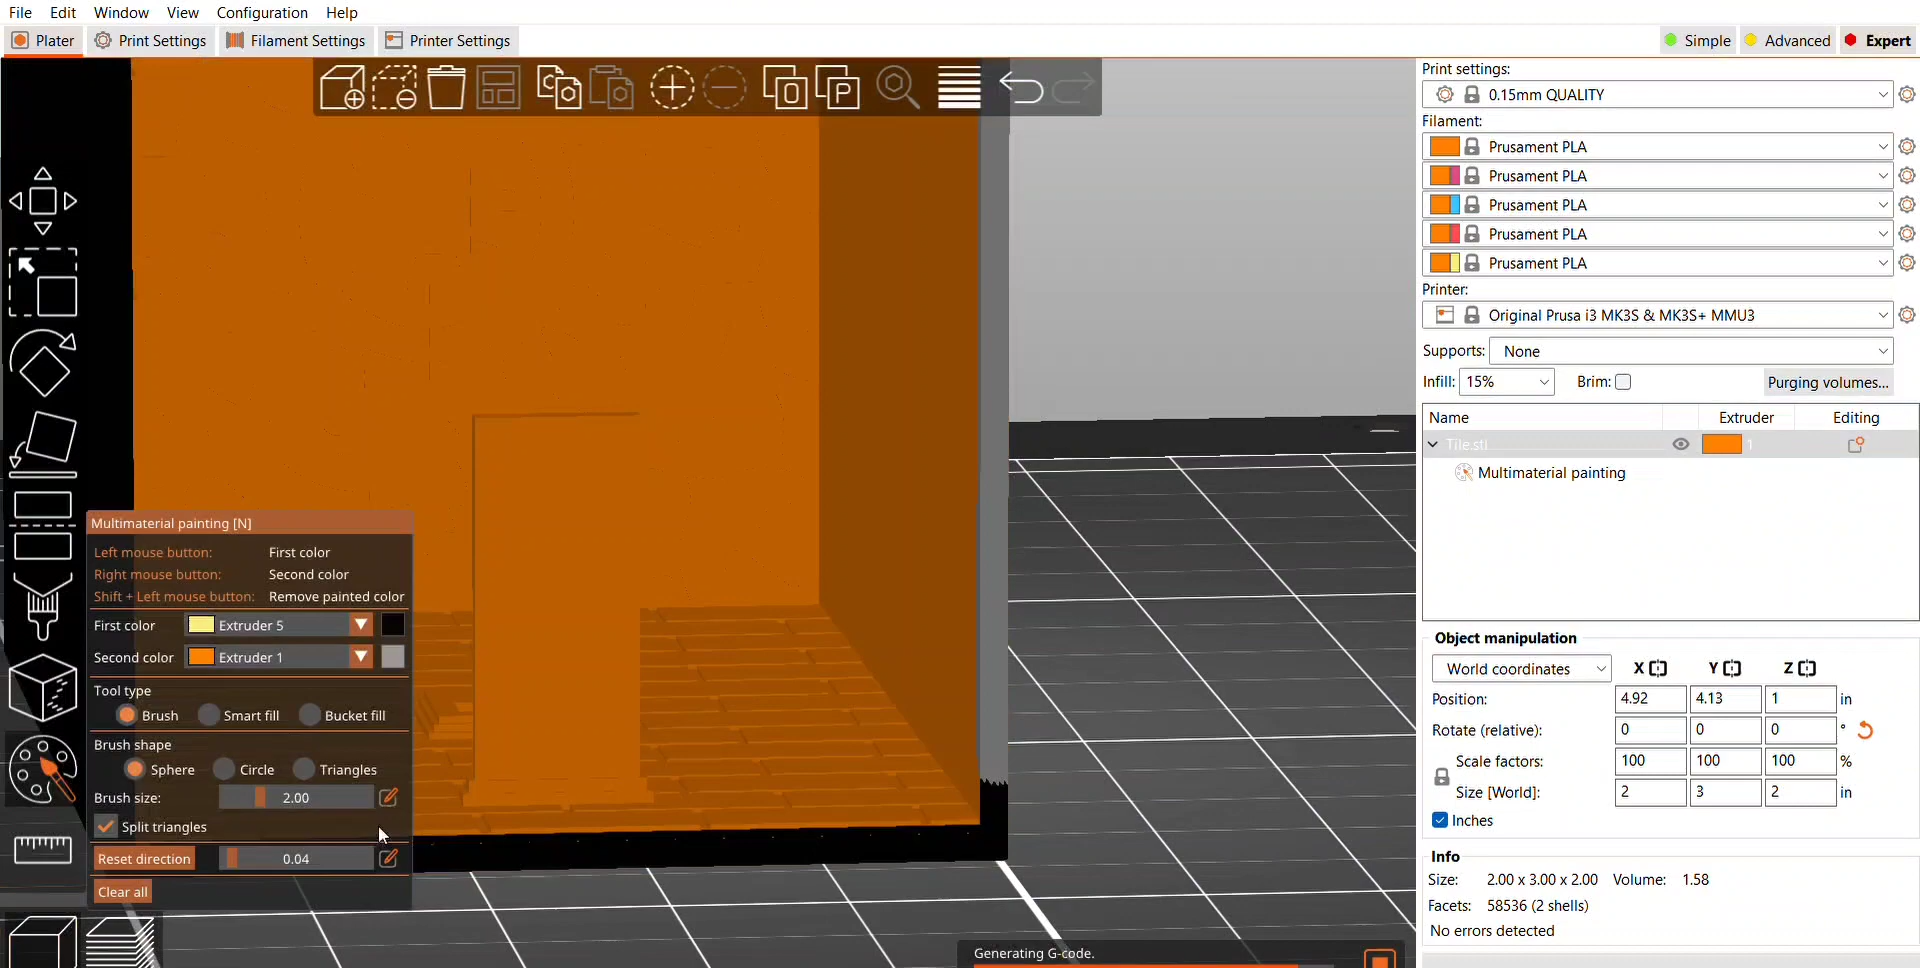 File Edit Window View Configuration Help
Plater Print Settings Filament Settings Printer Settings Simple Advanced Expert
Print settings:
0.15mm QUALITY
Filament:
Prusament PLA
Prusament PLA
Prusament PLA
Prusament PLA
Prusament PLA
Printer:
Original Prusa i3 MK3S & MK3S+ MMU3
Supports: None
Infill: 15% Brim: Purging volumes...
Name Extruder Editing
Tile.stl 1
Multimaterial painting
Multimaterial painting [N]
Left mouse button: First color
Right mouse button: Second color
Shift + Left mouse button: Remove painted color
First color Extruder 5
Second color Extruder 1
Tool type
Brush Smart fill Bucket fill
Brush shape
Sphere Circle Triangles
Brush size: 2.00
Split triangles
Reset direction 0.04
Clear all
Object manipulation
World coordinates X Y Z
Position: 4.92 4.13 1 in
Rotate (relative): 0 0 0 °
Scale factors: 100 100 100 %
Size [World]: 2 3 2 in
Inches
Info
Size: 2.00 x 3.00 x 2.00 Volume: 1.58
Facets: 58536 (2 shells)
No errors detected
Generating G-code.